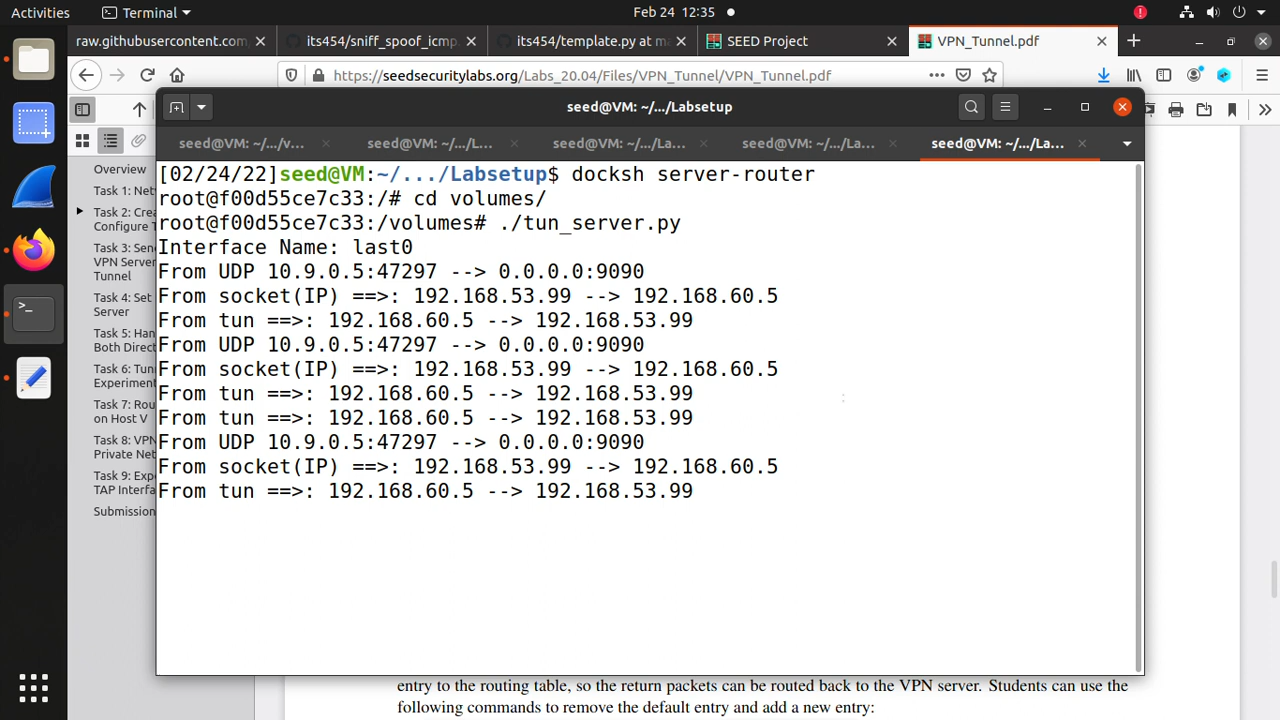 Activities
Terminal
Feb 24 12:35
raw.githubusercontent.com
its454/sniff_spoof_icmp.
its454/template.py at ma
SEED Project
VPN_Tunnel.pdf
https://seedsecuritylabs.org/Labs_20.04/Files/VPN_Tunnel/VPN_Tunnel.pdf
seed@VM: ~/.../Labsetup
seed@VM: ~/.../v...
seed@VM: ~/.../L...
seed@VM: ~/.../La...
seed@VM: ~/.../La...
seed@VM: ~/.../La...
Overview
Task 1: Net
Task 2: Crea
Configure T
Task 3: Sen
VPN Server
Tunnel
Task 4: Set
Server
Task 5: Han
Both Direct
Task 6: Tun
Experiment
Task 7: Rou
on Host V
Task 8: VPN
Private Net
Task 9: Exp
TAP Interfa
Submission
[02/24/22]seed@VM:~/.../Labsetup$ docksh server-router
root@f00d55ce7c33:/# cd volumes/
root@f00d55ce7c33:/volumes# ./tun_server.py
Interface Name: last0
From UDP 10.9.0.5:47297 --> 0.0.0.0:9090
From socket(IP) ==>: 192.168.53.99 --> 192.168.60.5
From tun ==>: 192.168.60.5 --> 192.168.53.99
From UDP 10.9.0.5:47297 --> 0.0.0.0:9090
From socket(IP) ==>: 192.168.53.99 --> 192.168.60.5
From tun ==>: 192.168.60.5 --> 192.168.53.99
From tun ==>: 192.168.60.5 --> 192.168.53.99
From UDP 10.9.0.5:47297 --> 0.0.0.0:9090
From socket(IP) ==>: 192.168.53.99 --> 192.168.60.5
From tun ==>: 192.168.60.5 --> 192.168.53.99
entry to the routing table, so the return packets can be routed back to the VPN server. Students can use the
following commands to remove the default entry and add a new entry: